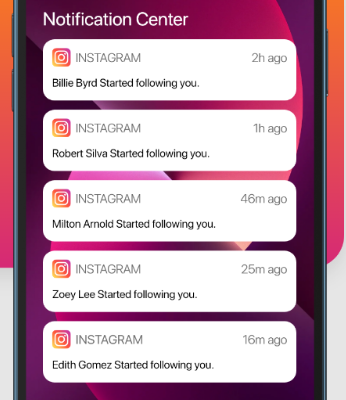 Notification Center
INSTAGRAM 2h ago
Billie Byrd Started following you.
INSTAGRAM 1h ago
Robert Silva Started following you.
INSTAGRAM 46m ago
Milton Arnold Started following you.
INSTAGRAM 25m ago
Zoey Lee Started following you.
INSTAGRAM 16m ago
Edith Gomez Started following you.